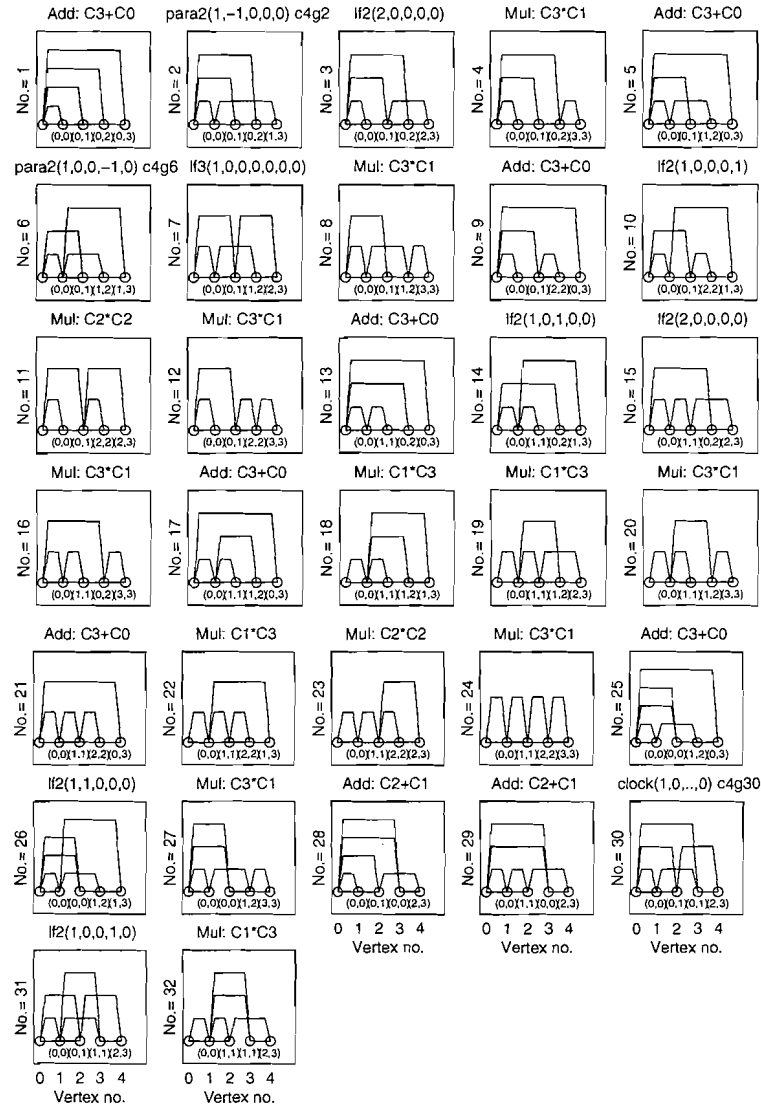 Add: C3+C0 para2(1,-1,0,0,0) c4g2 lf2(2,0,0,0,0) Mul: C3*C1 Add: C3+C0
No.= 1 No.= 2 No.= 3 No.= 4 No.= 5
(0,0)(0,1)(0,2)(0,3) (0,0)(0,1)(0,2)(1,3) (0,0)(0,1)(0,2)(2,3) (0,0)(0,1)(0,2)(3,3) (0,0)(0,1)(1,2)(0,3)
para2(1,0,0,-1,0) c4g6 lf3(1,0,0,0,0,0,0) Mul: C3*C1 Add: C3+C0 lf2(1,0,0,0,1)
No.= 6 No.= 7 No.= 8 No.= 9 No.= 10
(0,0)(0,1)(1,2)(1,3) (0,0)(0,1)(1,2)(2,3) (0,0)(0,1)(1,2)(3,3) (0,0)(0,1)(2,2)(0,3) (0,0)(0,1)(2,2)(1,3)
Mul: C2*C2 Mul: C3*C1 Add: C3+C0 lf2(1,0,1,0,0) lf2(2,0,0,0,0)
No.= 11 No.= 12 No.= 13 No.= 14 No.= 15
(0,0)(0,1)(2,2)(2,3) (0,0)(0,1)(2,2)(3,3) (0,0)(1,1)(0,2)(0,3) (0,0)(1,1)(0,2)(1,3) (0,0)(1,1)(0,2)(2,3)
Mul: C3*C1 Add: C3+C0 Mul: C1*C3 Mul: C1*C3 Mul: C3*C1
No.= 16 No.= 17 No.= 18 No.= 19 No.= 20
(0,0)(1,1)(0,2)(3,3) (0,0)(1,1)(1,2)(0,3) (0,0)(1,1)(1,2)(1,3) (0,0)(1,1)(1,2)(2,3) (0,0)(1,1)(1,2)(3,3)
Add: C3+C0 Mul: C1*C3 Mul: C2*C2 Mul: C3*C1 Add: C3+C0
No.= 21 No.= 22 No.= 23 No.= 24 No.= 25
(0,0)(1,1)(2,2)(0,3) (0,0)(1,1)(2,2)(1,3) (0,0)(1,1)(2,2)(2,3) (0,0)(1,1)(2,2)(3,3) (0,0)(0,0)(1,2)(0,3)
lf2(1,1,0,0,0) Mul: C3*C1 Add: C2+C1 Add: C2+C1 clock(1,0,..,0) c4g30
No.= 26 No.= 27 No.= 28 No.= 29 No.= 30
(0,0)(0,0)(1,2)(1,3) (0,0)(0,0)(1,2)(3,3) (0,0)(0,1)(0,0)(2,3) (0,0)(1,1)(0,0)(2,3) (0,0)(0,1)(0,1)(2,3)
0 1 2 3 4 0 1 2 3 4 0 1 2 3 4
Vertex no. Vertex no. Vertex no.
lf2(1,0,0,1,0) Mul: C1*C3
No.= 31 No.= 32
(0,0)(0,1)(1,1)(2,3) (0,0)(1,1)(1,1)(2,3)
0 1 2 3 4 0 1 2 3 4
Vertex no. Vertex no.